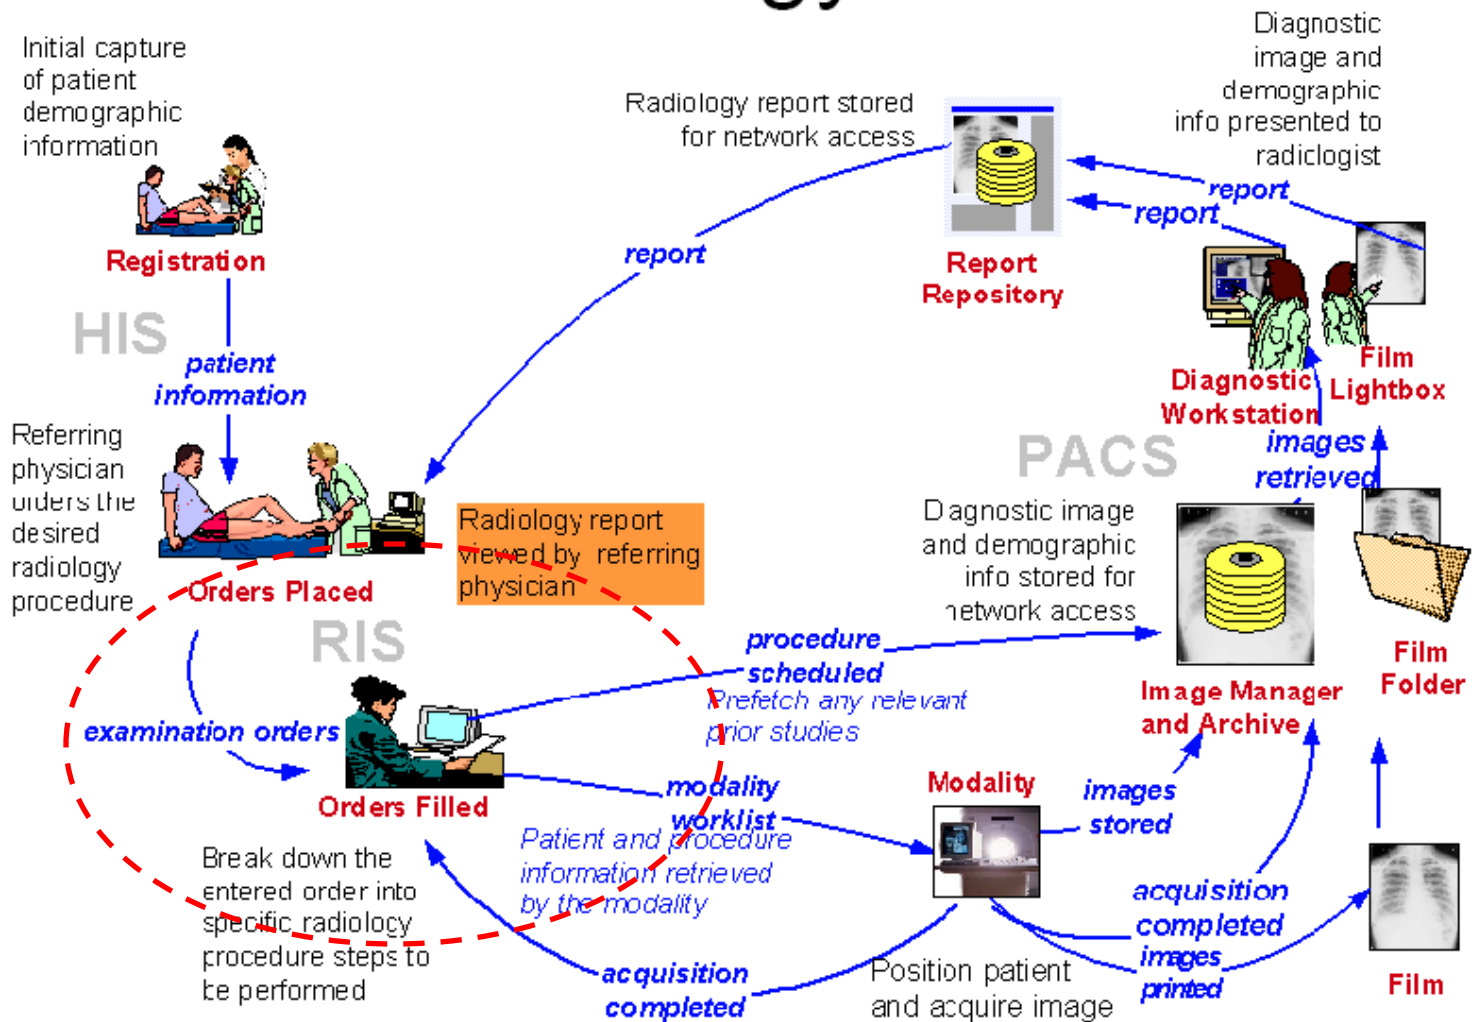 gy
Initial capture
of patient
demographic
information
Registration
HIS
patient
information
Referring
physician
orders the
desired
radiology
procedure
Orders Placed
Radiology report
viewed by referring
physician
RIS
examination orders
Orders Filled
Break down the
entered order into
specific radiology
procedure steps to
be performed
procedure
scheduled
Prefetch any relevant
prior studies
modality
worklist
Patient and procedure
information retrieved
by the modality
acquisition
completed
Modality
Position patient
and acquire image
images
stored
acquisition
completed
images
printed
Film
Film
Folder
Image Manager
and Archive
Diagnostic image
and demographic
info stored for
network access
PACS
images
retrieved
Diagnostic
Workstation
Film
Lightbox
Diagnostic
image and
demographic
info presented to
radiclogist
report
report
Report
Repository
Radiology report stored
for network access
report